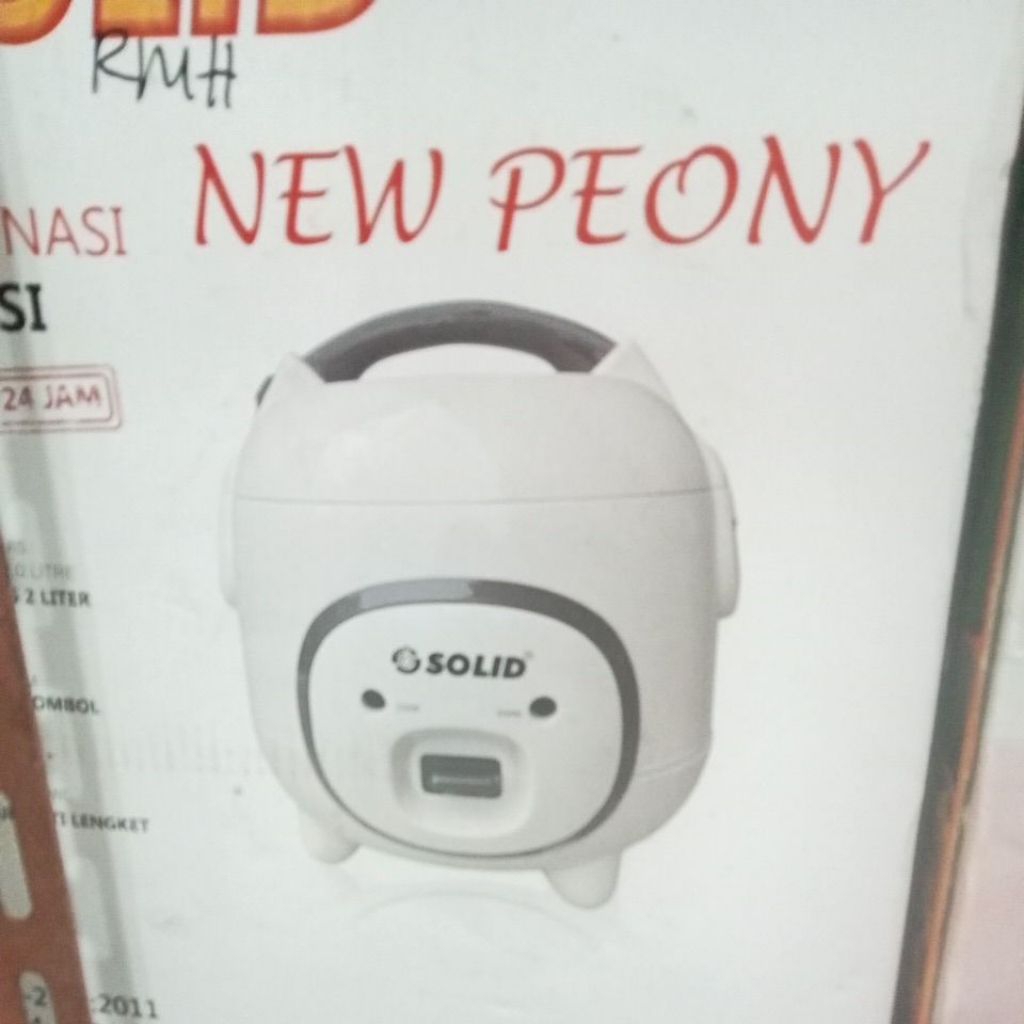 RMH
NEW PEONY
NASI
SI
24 JAM
2 LITER
SOLID
OMBOL
LENGKET
2011